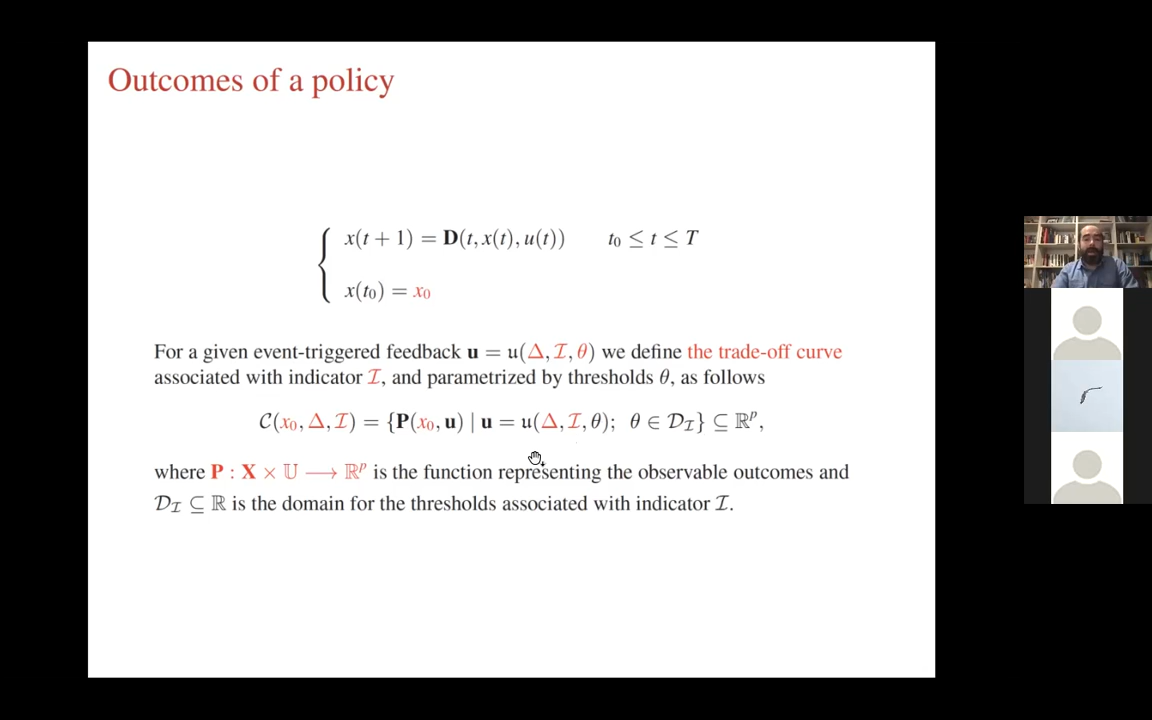 Outcomes of a policy
x(t + 1) = D(t, x(t), u(t))   t₀ ≤ t ≤ T
x(t₀) = x₀
For a given event-triggered feedback u = u(Δ, ℐ, θ) we define the trade-off curve
associated with indicator ℐ, and parametrized by thresholds θ, as follows
𝒞(x₀, Δ, ℐ) = {P(x₀, u) | u = u(Δ, ℐ, θ); θ ∈ 𝒟_ℐ} ⊆ ℝᵖ,
where P : X × 𝕌 ⟶ ℝᵖ is the function representing the observable outcomes and
𝒟_ℐ ⊆ ℝ is the domain for the thresholds associated with indicator ℐ.